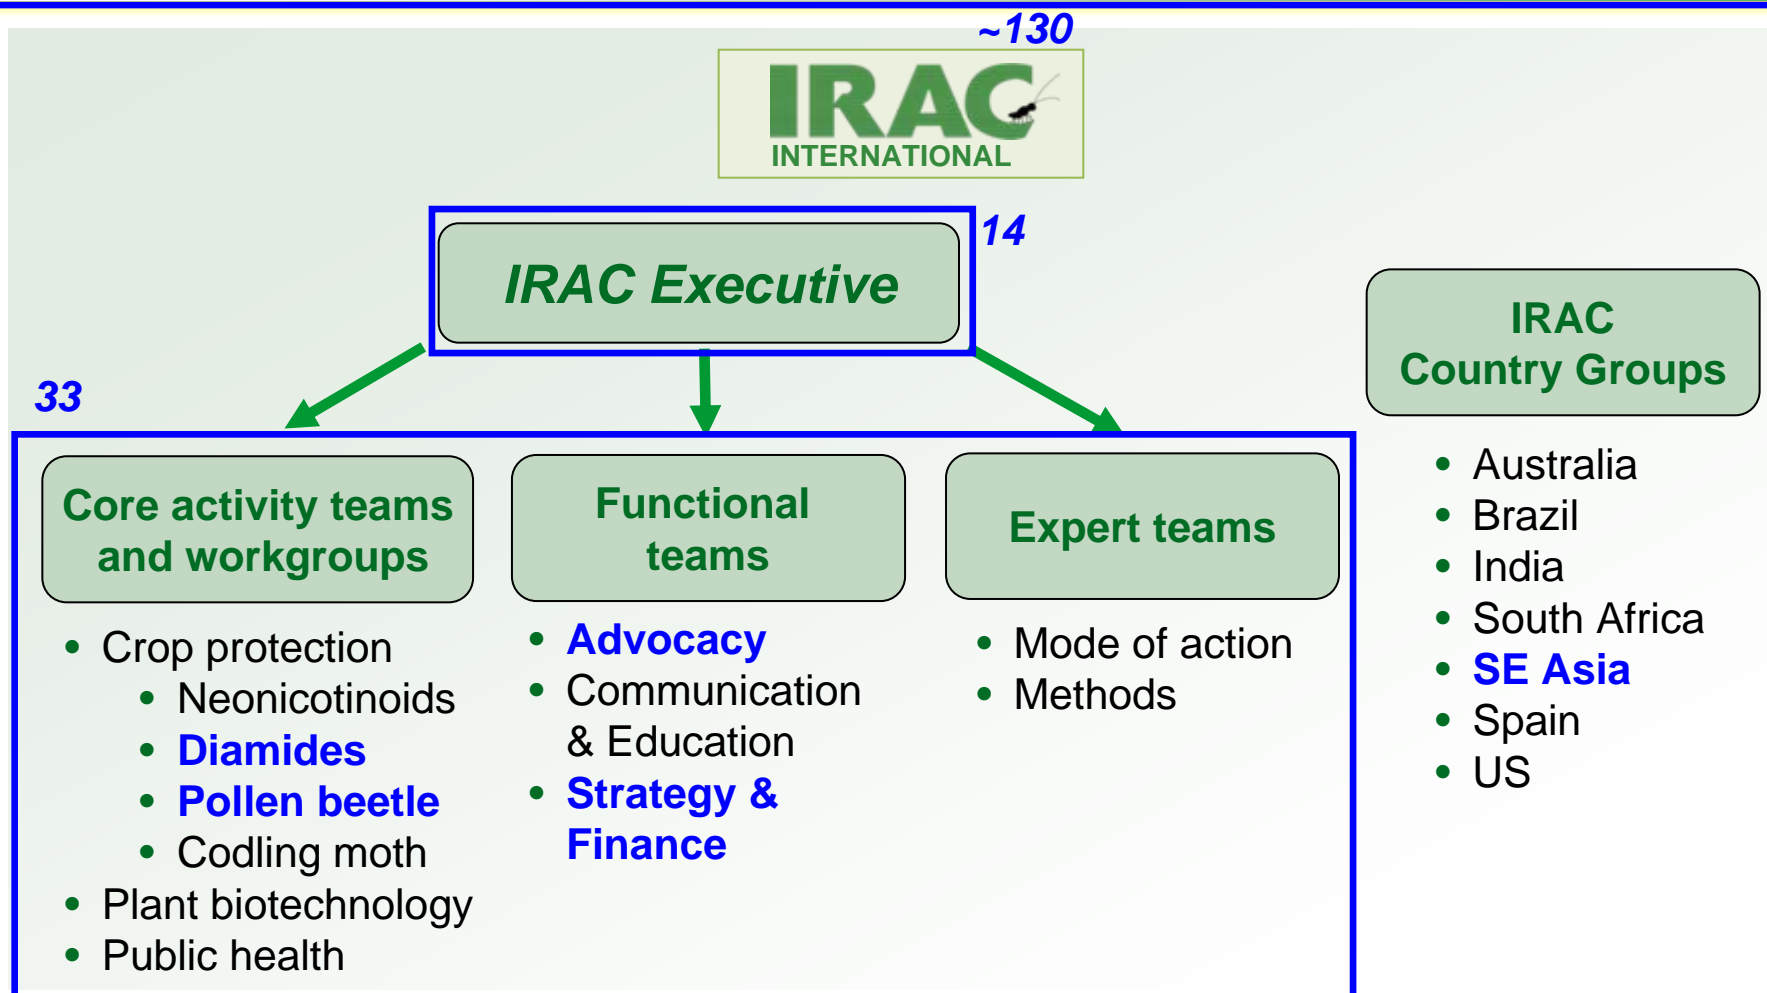 ~130
IRAC
INTERNATIONAL
IRAC Executive
14
33
Core activity teams
and workgroups
• Crop protection
• Neonicotinoids
• Diamides
• Pollen beetle
• Codling moth
• Plant biotechnology
• Public health
Functional
teams
• Advocacy
• Communication
& Education
• Strategy &
Finance
Expert teams
• Mode of action
• Methods
IRAC
Country Groups
• Australia
• Brazil
• India
• South Africa
• SE Asia
• Spain
• US